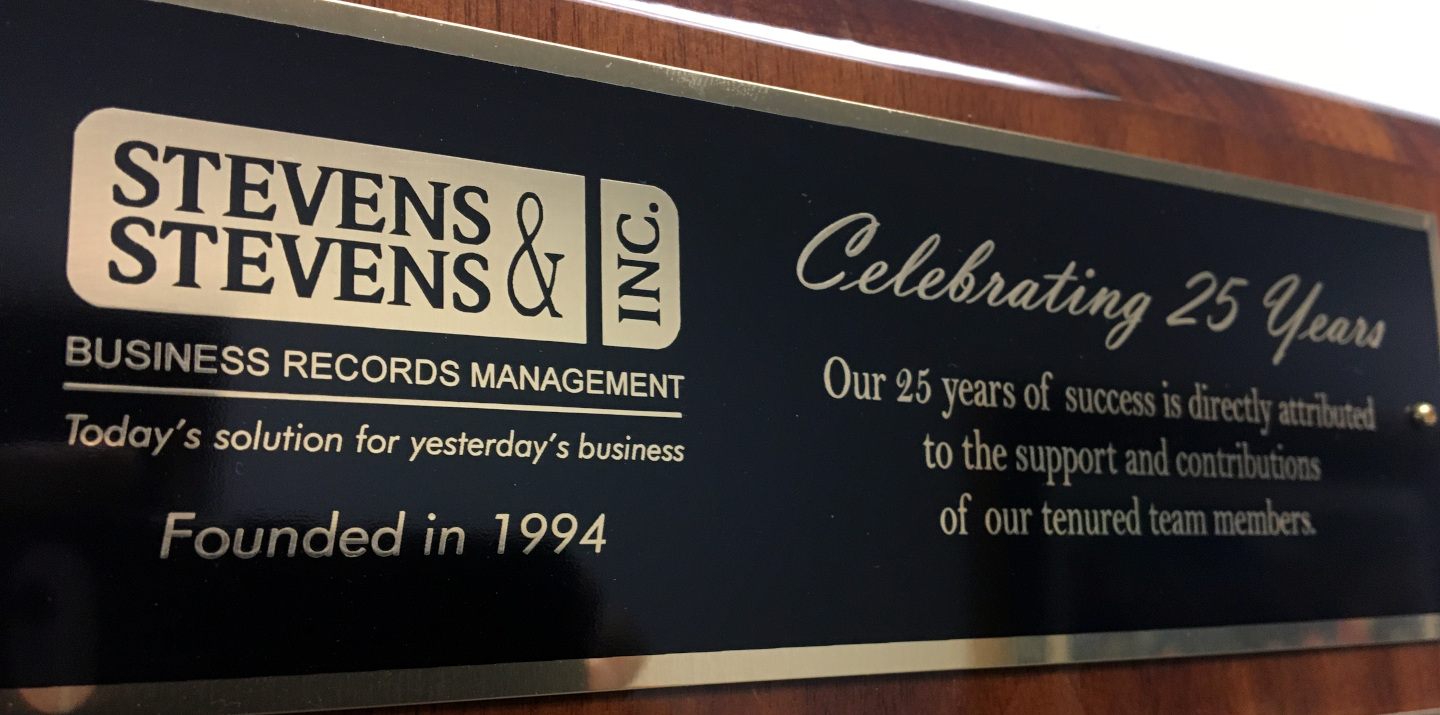 STEVENS &
STEVENS
INC.
BUSINESS RECORDS MANAGEMENT
Today's solution for yesterday's business
Founded in 1994
Celebrating 25 Years
Our 25 years of success is directly attributed
to the support and contributions
of our tenured team members.